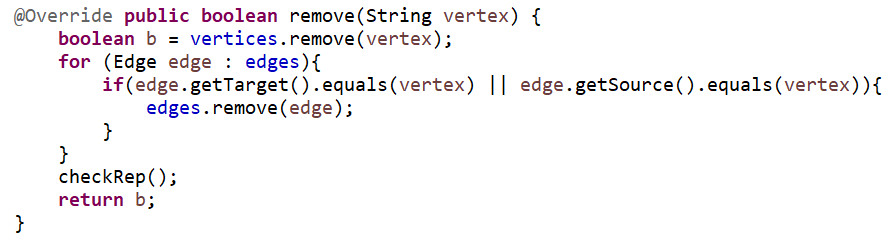 @Override public boolean remove(String vertex) {
    boolean b = vertices.remove(vertex);
    for (Edge edge : edges){
        if(edge.getTarget().equals(vertex) || edge.getSource().equals(vertex)){
            edges.remove(edge);
        }
    }
    checkRep();
    return b;
}